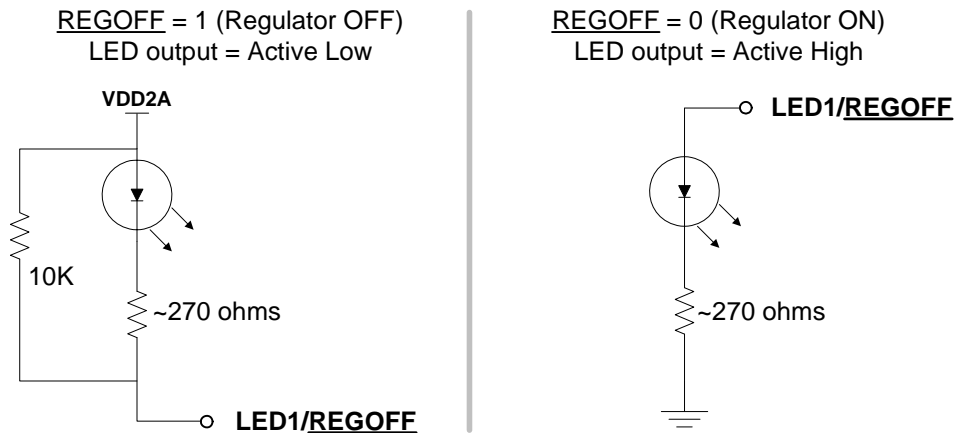 REGOFF = 1 (Regulator OFF)
LED output = Active Low
VDD2A
10K
~270 ohms
LED1/REGOFF
REGOFF = 0 (Regulator ON)
LED output = Active High
LED1/REGOFF
~270 ohms